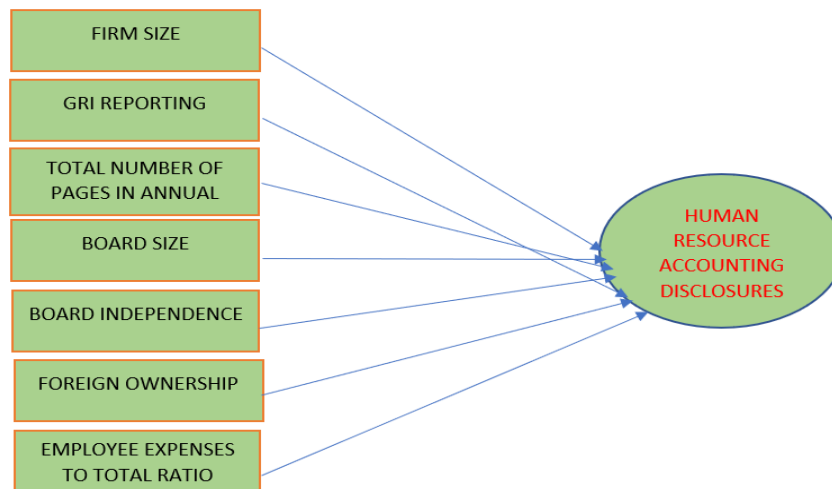 FIRM SIZE
GRI REPORTING
TOTAL NUMBER OF
PAGES IN ANNUAL
BOARD SIZE
BOARD INDEPENDENCE
FOREIGN OWNERSHIP
EMPLOYEE EXPENSES
TO TOTAL RATIO
HUMAN
RESOURCE
ACCOUNTING
DISCLOSURES